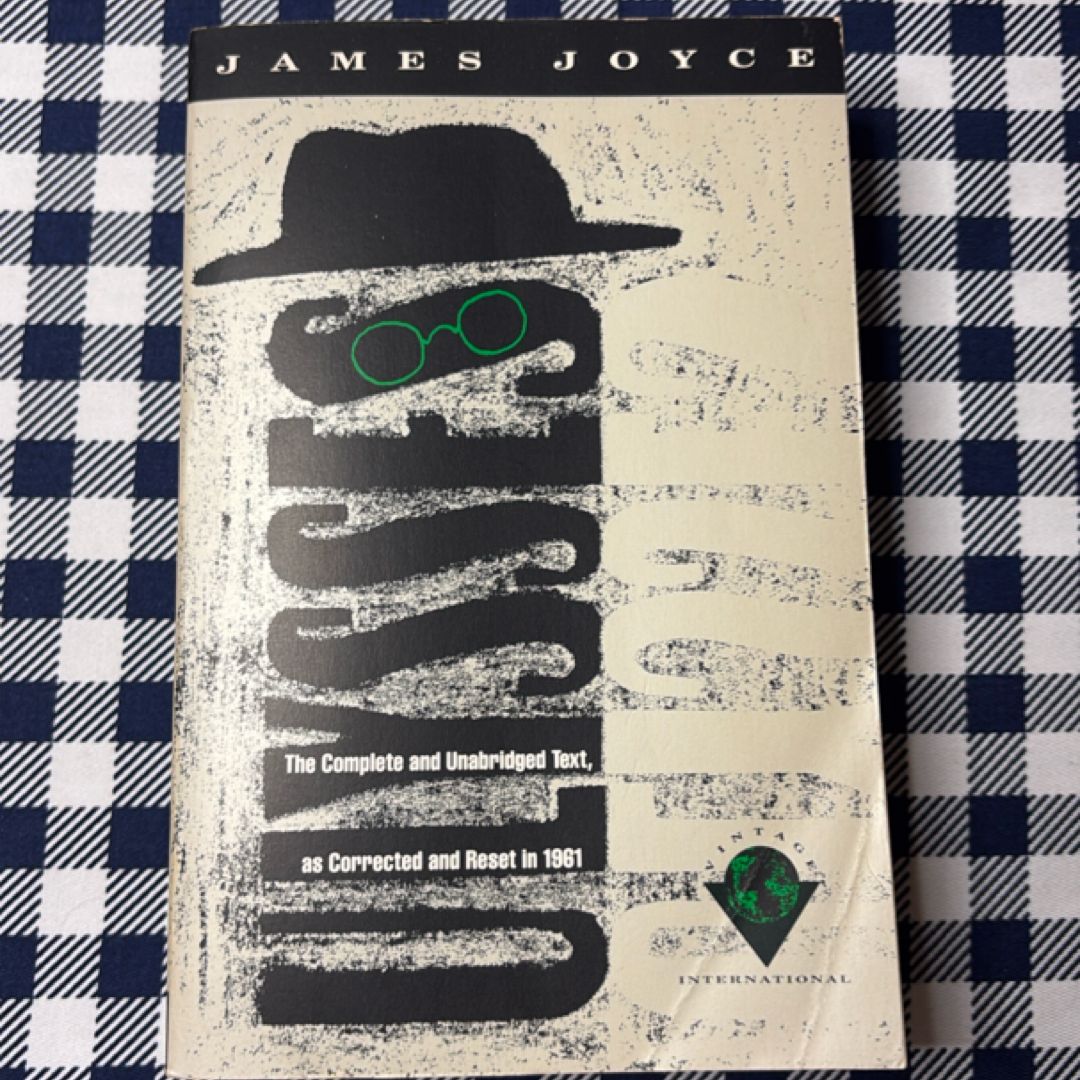 JAMES JOYCE
ULYSSES
The Complete and Unabridged Text,
as Corrected and Reset in 1961
VINTAGE
INTERNATIONAL